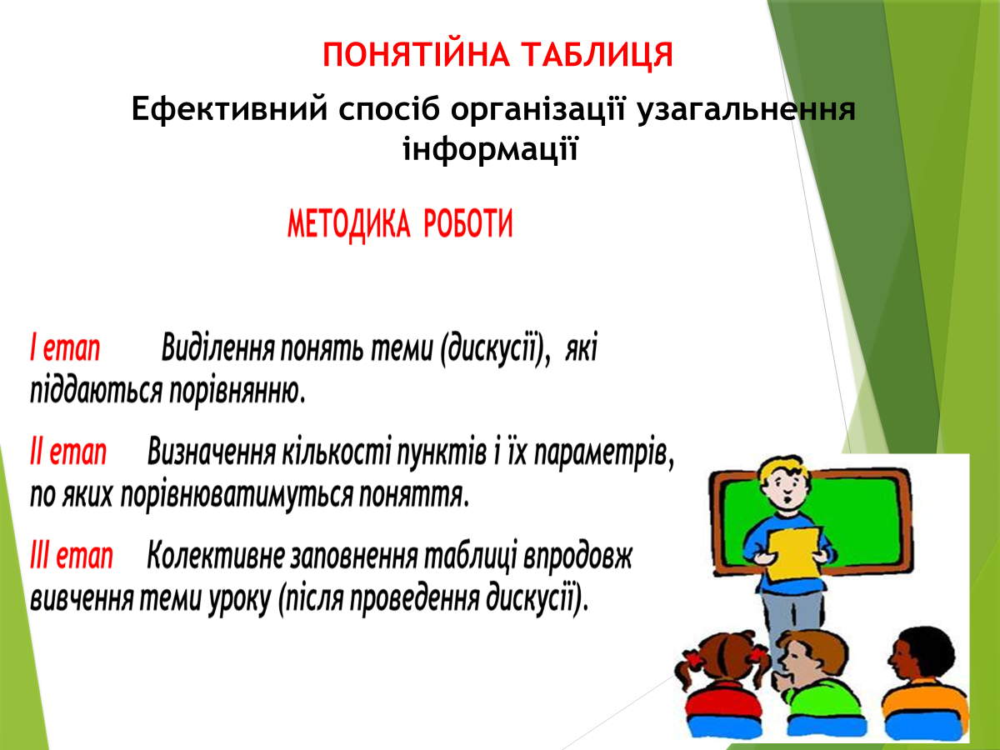 ПОНЯТІЙНА ТАБЛИЦЯ
Ефективний спосіб організації узагальнення
інформації
МЕТОДИКА РОБОТИ
І етап Виділення понять теми (дискусії), які
піддаються порівнянню.
ІІ етап Визначення кількості пунктів і їх параметрів,
по яких порівнюватимуться поняття.
ІІІ етап Колективне заповнення таблиці впродовж
вивчення теми уроку (після проведення дискусії).